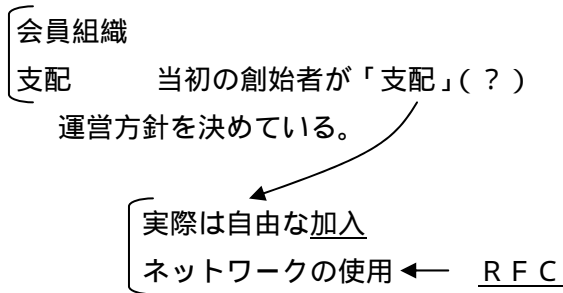 会員組織
支配　　当初の創始者が「支配」(？)
運営方針を決めている。
実際は自由な加入
ネットワークの使用　ＲＦＣ